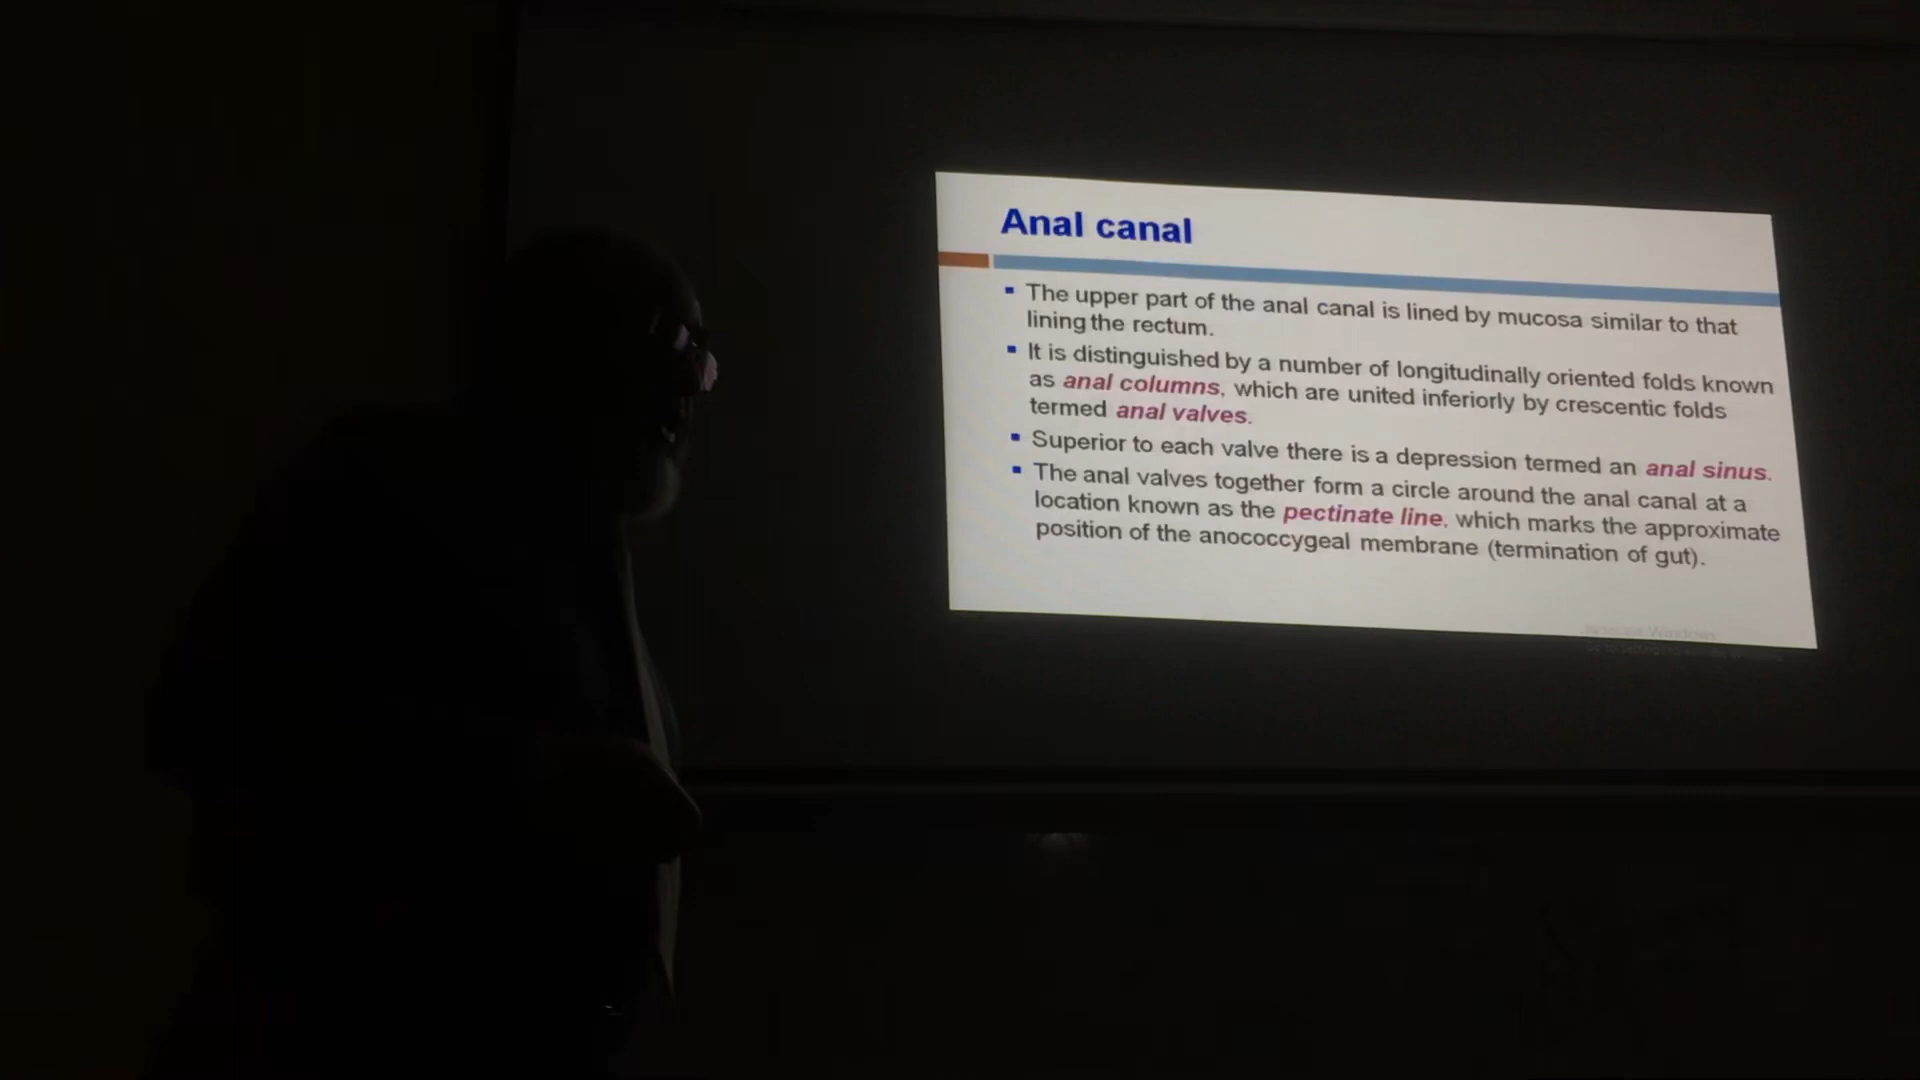 Anal canal
▪ The upper part of the anal canal is lined by mucosa similar to that
lining the rectum.
▪ It is distinguished by a number of longitudinally oriented folds known
as anal columns, which are united inferiorly by crescentic folds
termed anal valves.
▪ Superior to each valve there is a depression termed an anal sinus.
▪ The anal valves together form a circle around the anal canal at a
location known as the pectinate line, which marks the approximate
position of the anococcygeal membrane (termination of gut).
Windows